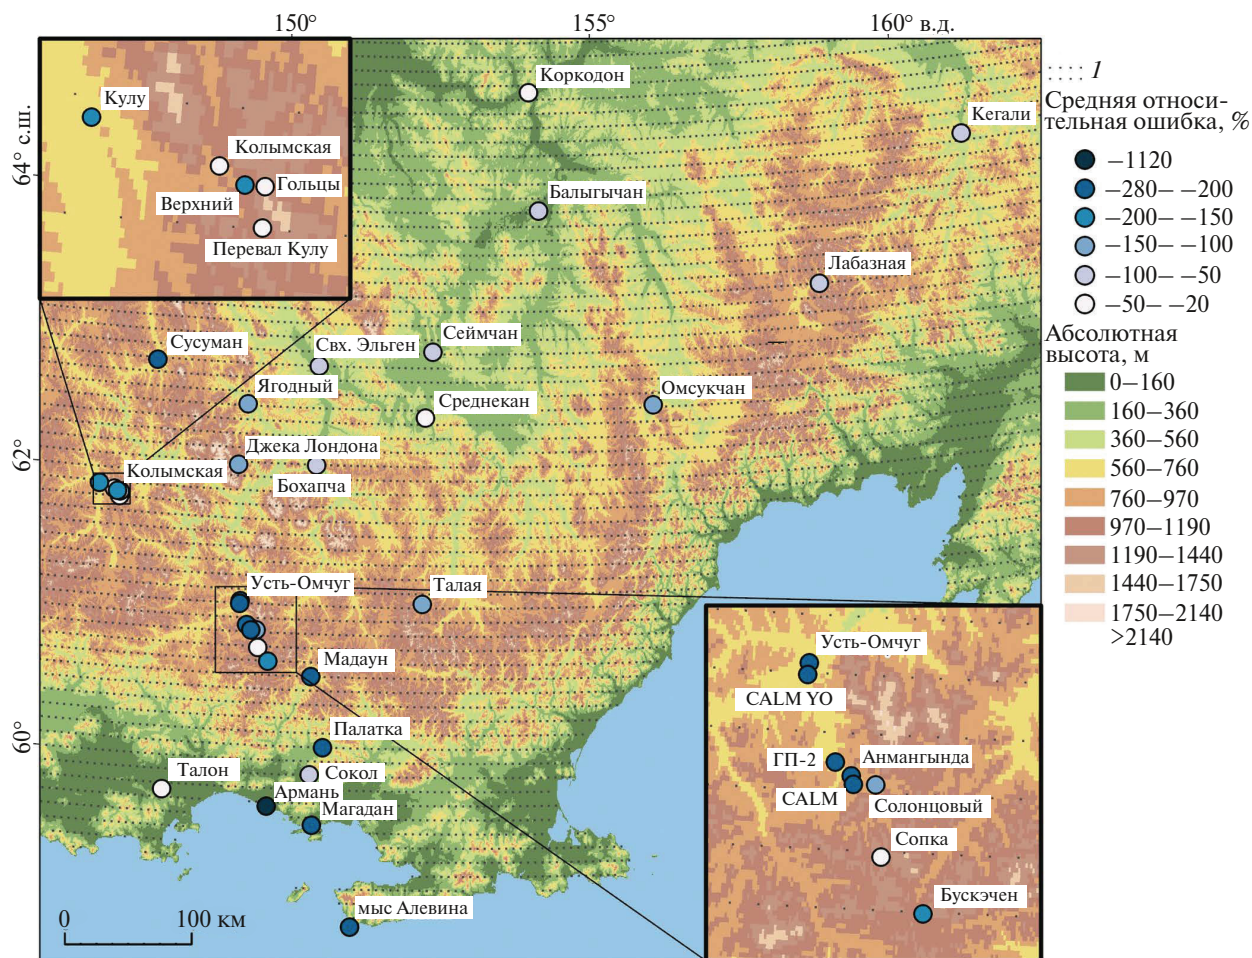 150°
155°
160° в.д.
64° с.ш.
62°
60°
Кулу
Колымская
Гольцы
Верхний
Перевал Кулу
Коркодон
Кегали
Балыгычан
Лабазная
Сеймчан
Свх. Эльген
Сусуман
Ягодный
Среднекан
Омсукчан
Джека Лондона
Колымская
Бохапча
Усть-Омчуг
Талая
Мадаун
Палатка
Талон
Сокол
Армань
Магадан
мыс Алевина
0
100 км
Усть-Омчуг
CALM YO
ГП-2
Анмангында
CALM
Солонцовый
Сопка
Бускэчен
1
Средняя относи-
тельная ошибка, %
−1120
−280− −200
−200− −150
−150− −100
−100− −50
−50− −20
Абсолютная
высота, м
0−160
160−360
360−560
560−760
760−970
970−1190
1190−1440
1440−1750
1750−2140
>2140